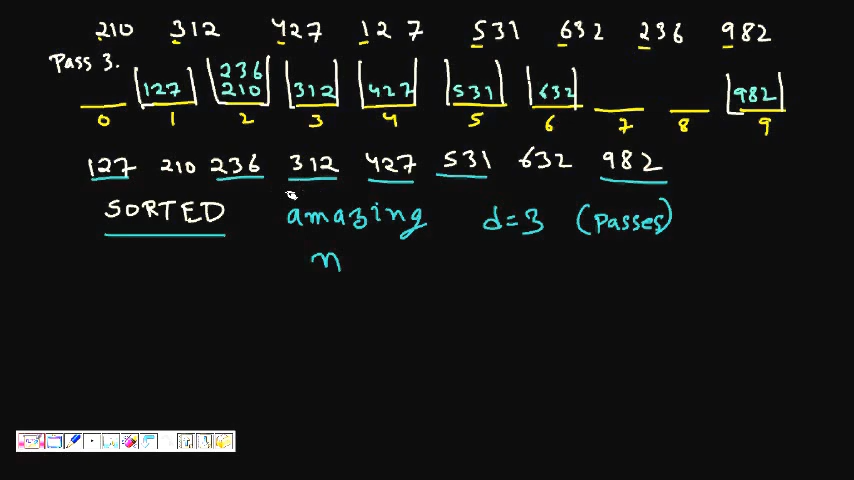 210 312 427 127 531 632 236 982
Pass 3.
236
127 210 312 427 531 632 982
0 1 2 3 4 5 6 7 8 9
127 210 236 312 427 531 632 982
SORTED amazing d=3 (passes)
n